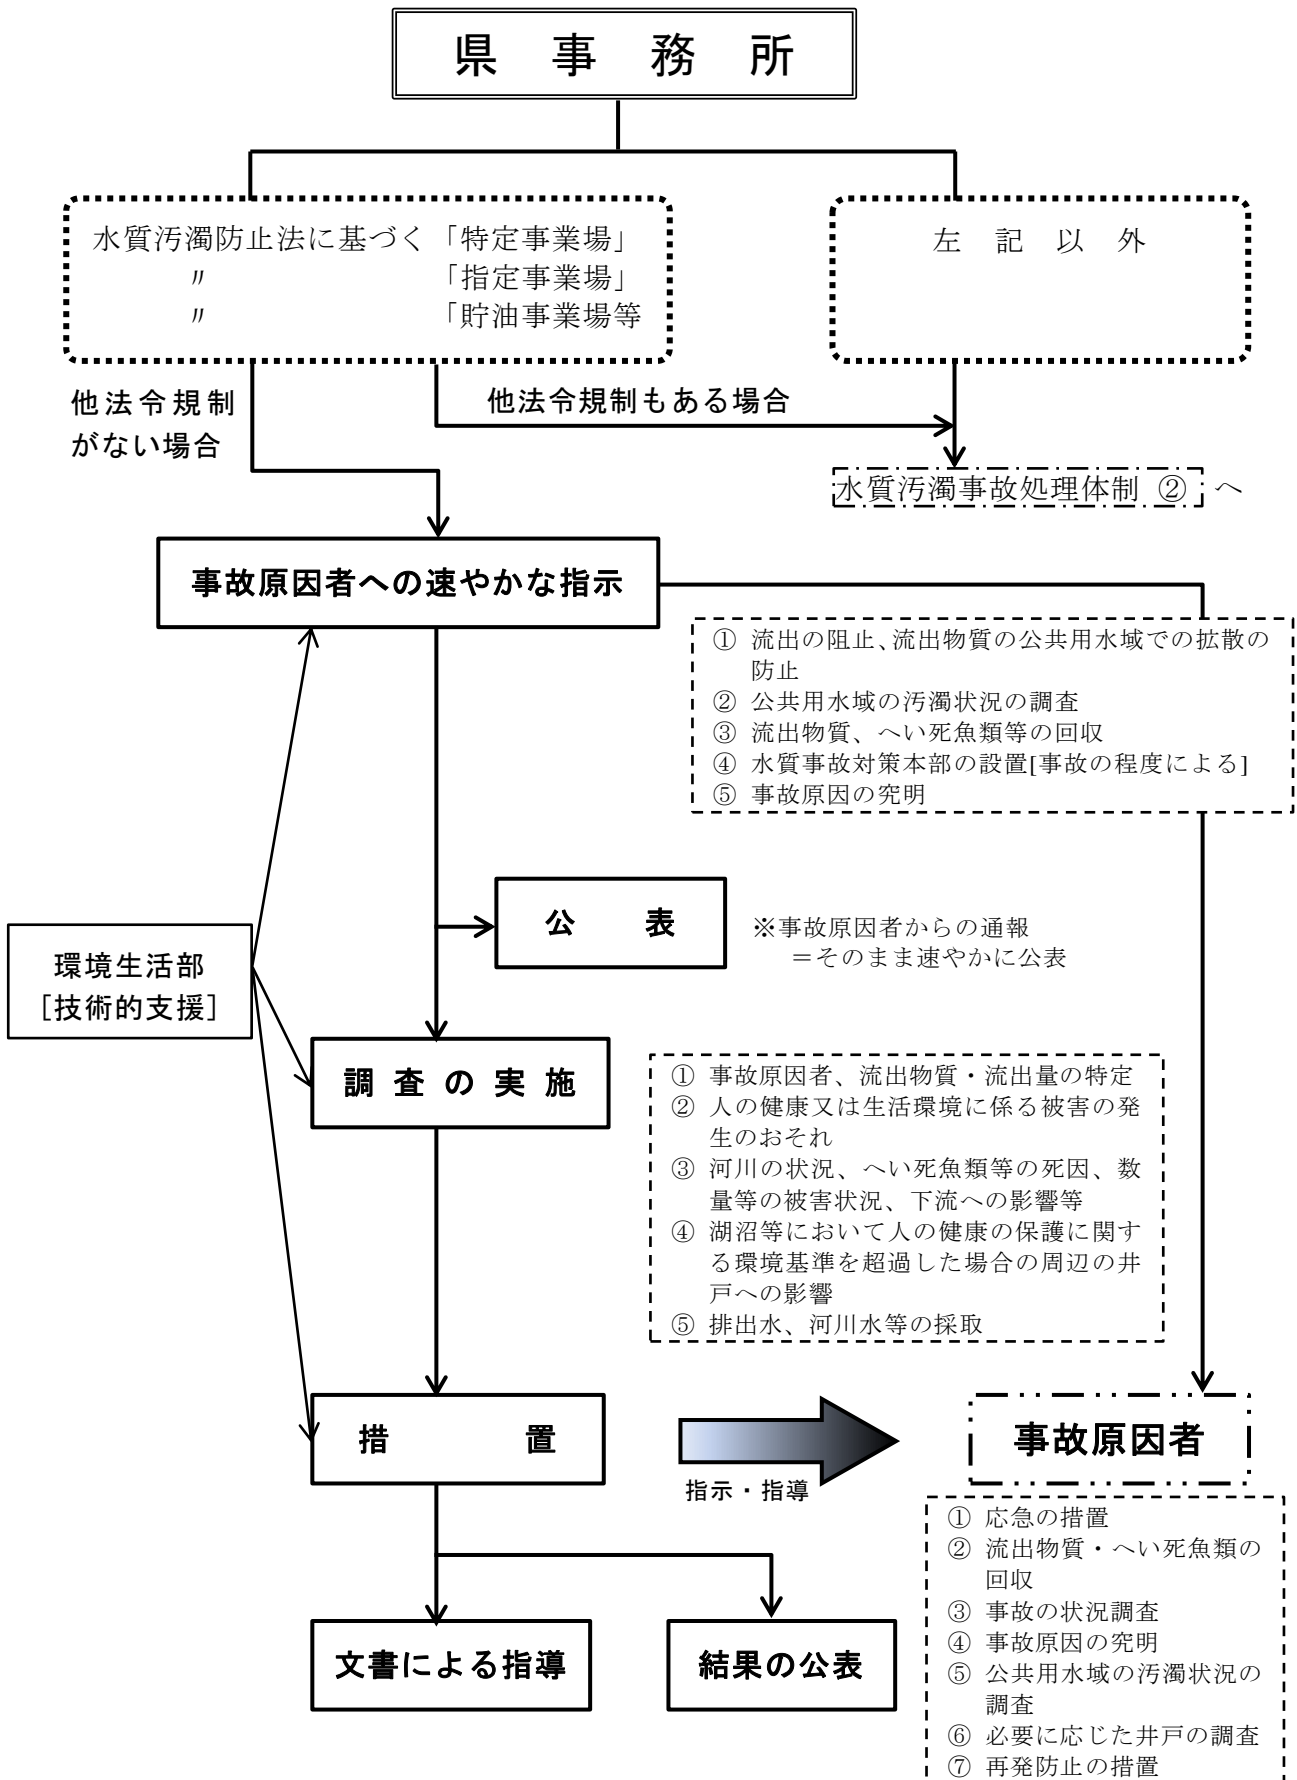 県　事　務　所
水質汚濁防止法に基づく「特定事業場」
〃　「指定事業場」
〃　「貯油事業場等
左　記　以　外
他法令規制
がない場合
他法令規制もある場合
水質汚濁事故処理体制 ② へ
事故原因者への速やかな指示
① 流出の阻止、流出物質の公共用水域での拡散の
防止
② 公共用水域の汚濁状況の調査
③ 流出物質、へい死魚類等の回収
④ 水質事故対策本部の設置[事故の程度による]
⑤ 事故原因の究明
公　表
※事故原因者からの通報
＝そのまま速やかに公表
環境生活部
［技術的支援］
調 査 の 実 施
① 事故原因者、流出物質・流出量の特定
② 人の健康又は生活環境に係る被害の発
生のおそれ
③ 河川の状況、へい死魚類等の死因、数
量等の被害状況、下流への影響等
④ 湖沼等において人の健康の保護に関す
る環境基準を超過した場合の周辺の井
戸への影響
⑤ 排出水、河川水等の採取
措　置
指示・指導
事故原因者
① 応急の措置
② 流出物質・へい死魚類の
回収
③ 事故の状況調査
④ 事故原因の究明
⑤ 公共用水域の汚濁状況の
調査
⑥ 必要に応じた井戸の調査
⑦ 再発防止の措置
文書による指導
結果の公表